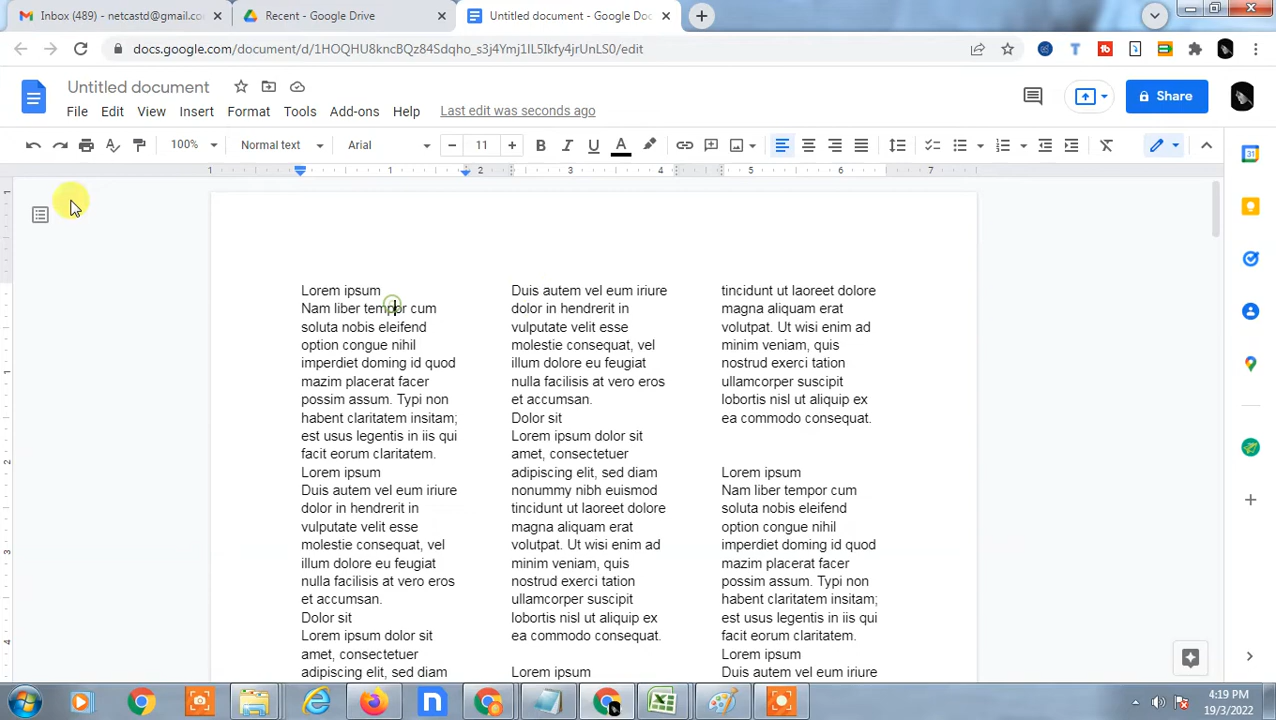 Inbox (489) - netcastd@gmail.co
Recent - Google Drive
Untitled document - Google Doc
docs.google.com/document/d/1HOQHU8kncBQz84Sdqho_s3j4Ymj1IL5Ikfy4jrUnLS0/edit
Untitled document
File Edit View Insert Format Tools Add-ons Help Last edit was seconds ago
Share
100% Normal text Arial 11
1 1 2 3 4 5 6 7
Lorem ipsum
Nam liber tempor cum
soluta nobis eleifend
option congue nihil
imperdiet doming id quod
mazim placerat facer
possim assum. Typi non
habent claritatem insitam;
est usus legentis in iis qui
facit eorum claritatem.
Lorem ipsum
Duis autem vel eum iriure
dolor in hendrerit in
vulputate velit esse
molestie consequat, vel
illum dolore eu feugiat
nulla facilisis at vero eros
et accumsan.
Dolor sit
Lorem ipsum dolor sit
amet, consectetuer
adipiscing elit, sed diam
Duis autem vel eum iriure
dolor in hendrerit in
vulputate velit esse
molestie consequat, vel
illum dolore eu feugiat
nulla facilisis at vero eros
et accumsan.
Dolor sit
Lorem ipsum dolor sit
amet, consectetuer
adipiscing elit, sed diam
nonummy nibh euismod
tincidunt ut laoreet dolore
magna aliquam erat
volutpat. Ut wisi enim ad
minim veniam, quis
nostrud exerci tation
ullamcorper suscipit
lobortis nisl ut aliquip ex
ea commodo consequat.
Lorem ipsum
tincidunt ut laoreet dolore
magna aliquam erat
volutpat. Ut wisi enim ad
minim veniam, quis
nostrud exerci tation
ullamcorper suscipit
lobortis nisl ut aliquip ex
ea commodo consequat.
Lorem ipsum
Nam liber tempor cum
soluta nobis eleifend
option congue nihil
imperdiet doming id quod
mazim placerat facer
possim assum. Typi non
habent claritatem insitam;
est usus legentis in iis qui
facit eorum claritatem.
Lorem ipsum
Duis autem vel eum iriure
4:19 PM
19/3/2022